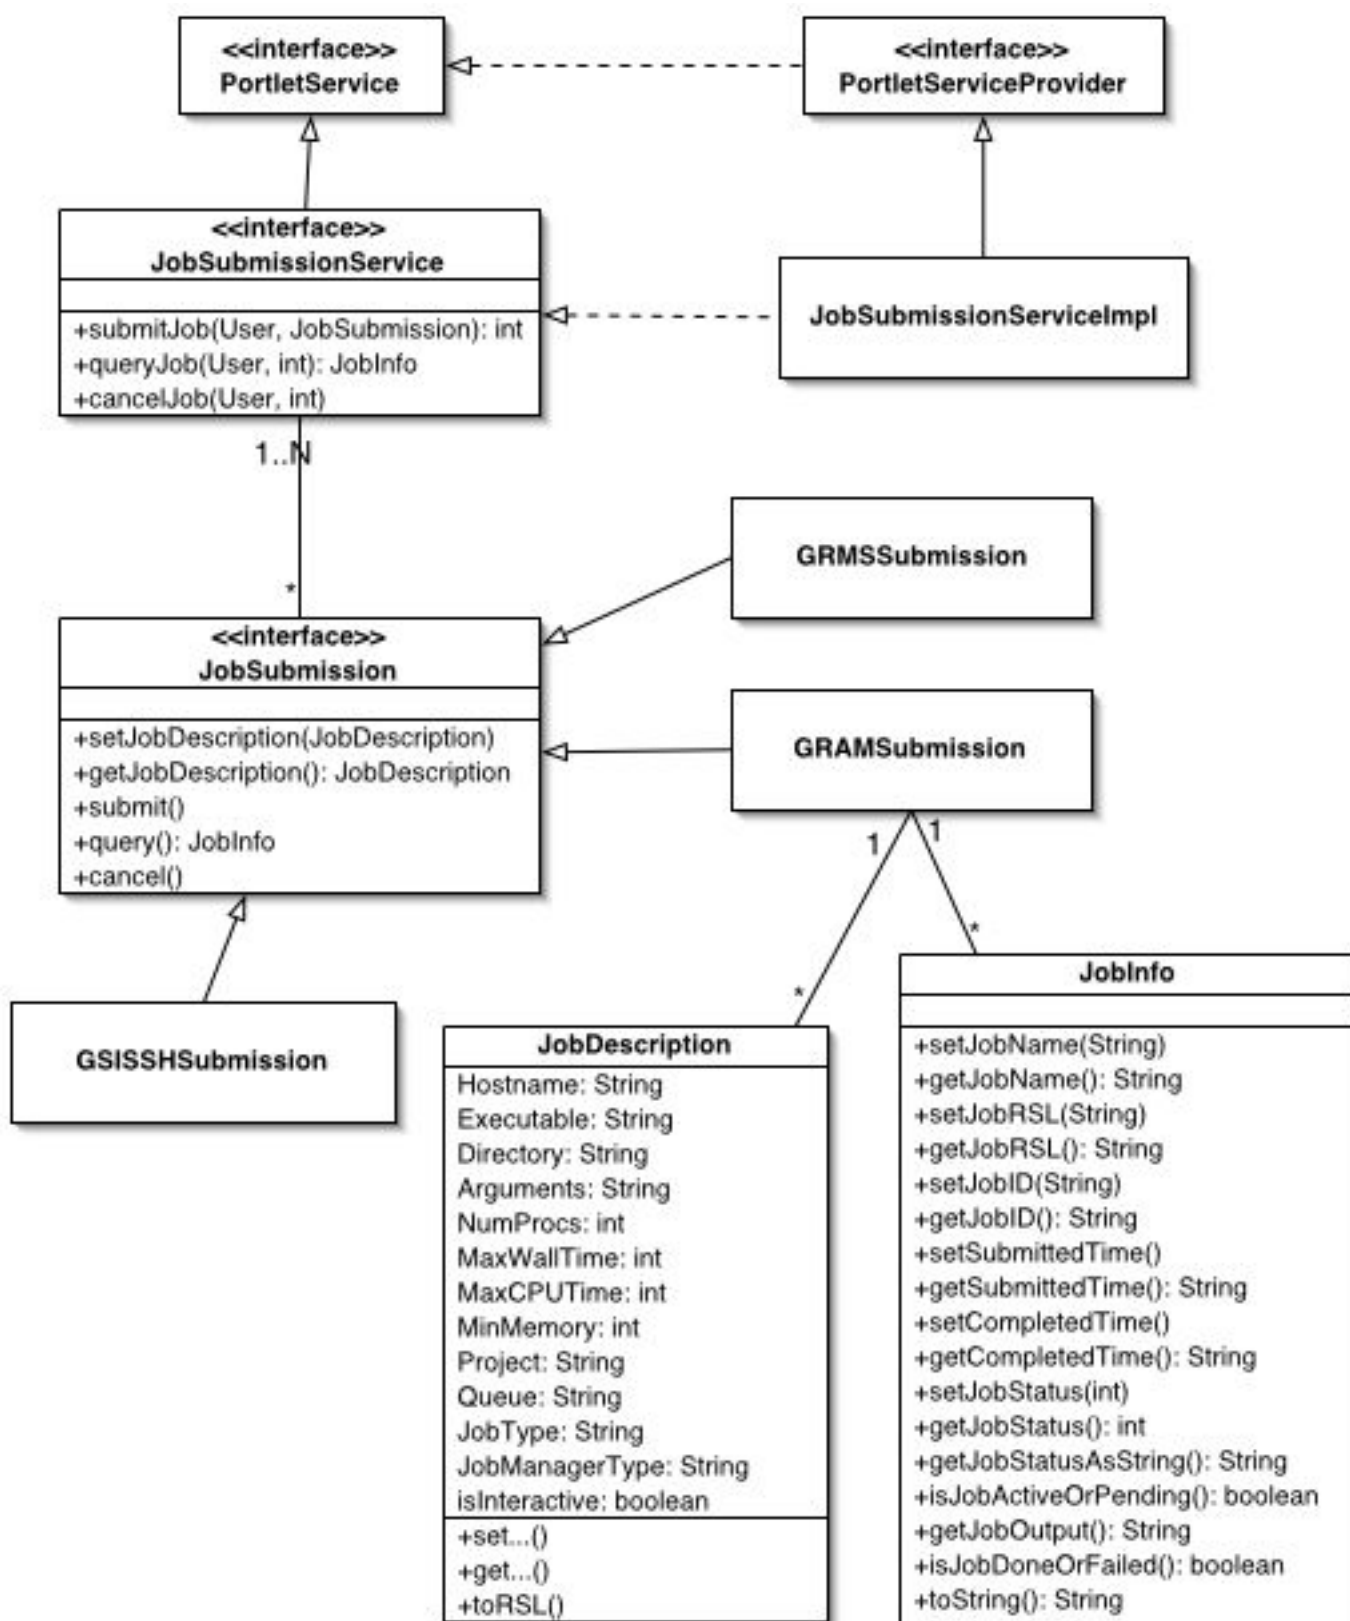 <<interface>>
PortletService
<<interface>>
PortletServiceProvider
<<interface>>
JobSubmissionService
+submitJob(User, JobSubmission): int
+queryJob(User, int): JobInfo
+cancelJob(User, int)
JobSubmissionServiceImpl
1..N
*
GRMSSubmission
<<interface>>
JobSubmission
+setJobDescription(JobDescription)
+getJobDescription(): JobDescription
+submit()
+query(): JobInfo
+cancel()
GRAMSubmission
1
1
*
*
GSISSHSubmission
JobDescription
Hostname: String
Executable: String
Directory: String
Arguments: String
NumProcs: int
MaxWallTime: int
MaxCPUTime: int
MinMemory: int
Project: String
Queue: String
JobType: String
JobManagerType: String
isInteractive: boolean
+set...()
+get...()
+toRSL()
JobInfo
+setJobName(String)
+getJobName(): String
+setJobRSL(String)
+getJobRSL(): String
+setJobID(String)
+getJobID(): String
+setSubmittedTime()
+getSubmittedTime(): String
+setCompletedTime()
+getCompletedTime(): String
+setJobStatus(int)
+getJobStatus(): int
+getJobStatusAsString(): String
+isJobActiveOrPending(): boolean
+getJobOutput(): String
+isJobDoneOrFailed(): boolean
+toString(): String